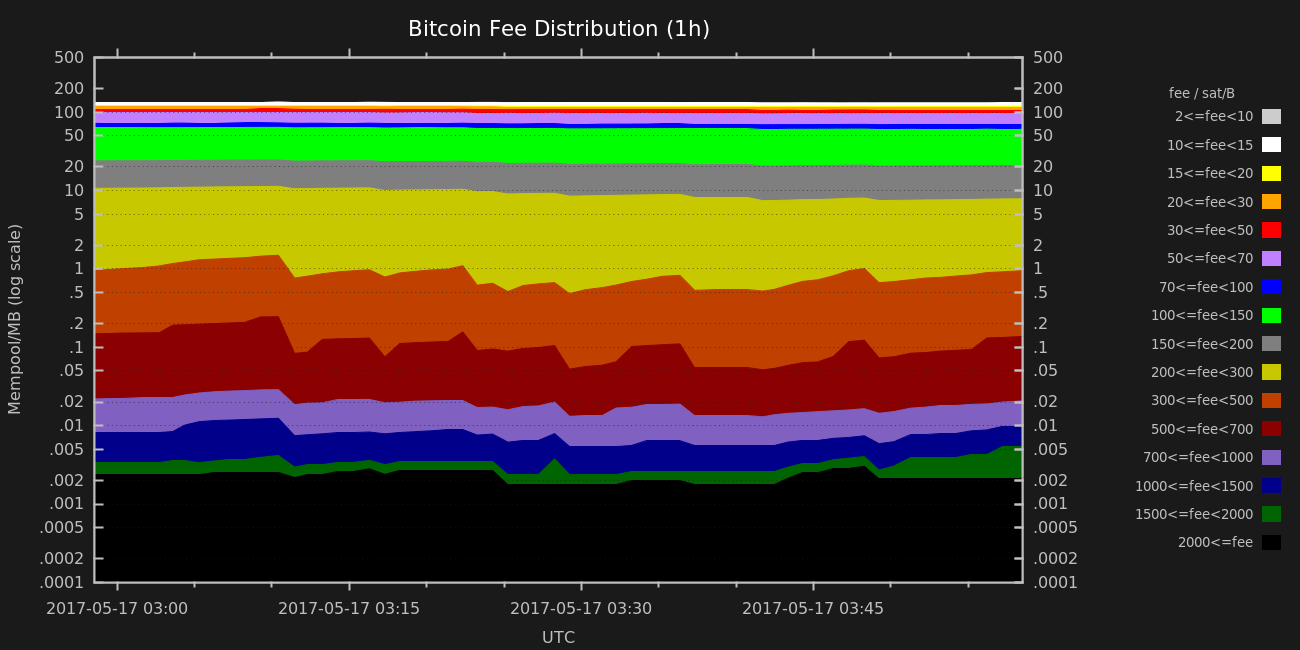 Bitcoin Fee Distribution (1h)
Mempool/MB (log scale)
500
200
100
50
20
10
5
2
1
.5
.2
.1
.05
.02
.01
.005
.002
.001
.0005
.0002
.0001
500
200
100
50
20
10
5
2
1
.5
.2
.1
.05
.02
.01
.005
.002
.001
.0005
.0002
.0001
2017-05-17 03:00 2017-05-17 03:15 2017-05-17 03:30 2017-05-17 03:45
UTC
fee / sat/B
2<=fee<10
10<=fee<15
15<=fee<20
20<=fee<30
30<=fee<50
50<=fee<70
70<=fee<100
100<=fee<150
150<=fee<200
200<=fee<300
300<=fee<500
500<=fee<700
700<=fee<1000
1000<=fee<1500
1500<=fee<2000
2000<=fee